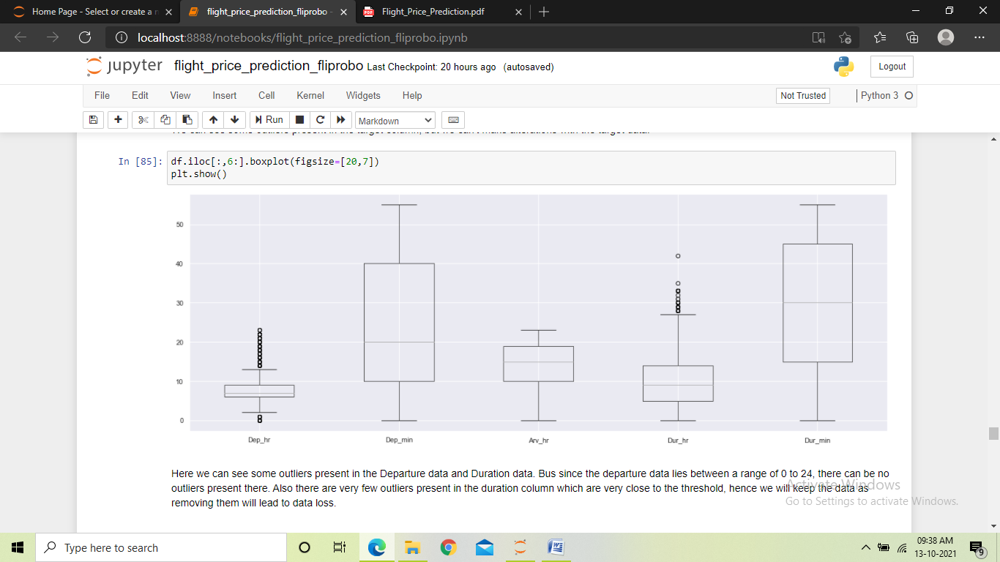 Home Page - Select or create a n
flight_price_prediction_fliprobo -
PDF Flight_Price_Prediction.pdf
localhost:8888/notebooks/flight_price_prediction_fliprobo.ipynb
jupyter flight_price_prediction_fliprobo Last Checkpoint: 20 hours ago (autosaved)
Logout
File Edit View Insert Cell Kernel Widgets Help
Not Trusted Python 3
Run Markdown
In [85]: df.iloc[:,6:].boxplot(figsize=[20,7])
plt.show()
50
40
30
20
10
0
Dep_hr Dep_min Arv_hr Dur_hr Dur_min
Here we can see some outliers present in the Departure data and Duration data. Bus since the departure data lies between a range of 0 to 24, there can be no
outliers present there. Also there are very few outliers present in the duration column which are very close to the threshold, hence we will keep the data as
removing them will lead to data loss.
Activate Windows
Go to Settings to activate Windows.
Type here to search
W
09:38 AM
13-10-2021
9